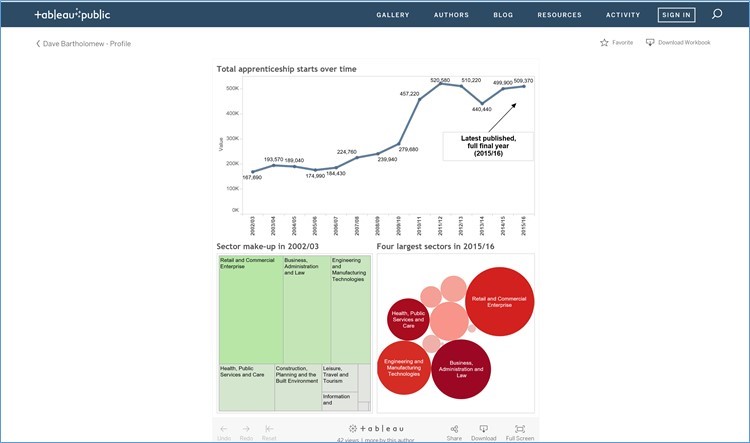 +ableau+public
GALLERY AUTHORS BLOG RESOURCES ACTIVITY SIGN IN
Dave Bartholomew - Profile
Favorite Download Workbook
Total apprenticeship starts over time
Value
500K
400K
300K
200K
100K
0K
167,690
193,570
189,040
174,990
184,430
224,760
239,940
279,680
457,220
520,580
510,220
440,440
499,900
509,370
Latest published,
full final year
(2015/16)
2002/03
2003/04
2004/05
2005/06
2006/07
2007/08
2008/09
2009/10
2010/11
2011/12
2012/13
2013/14
2014/15
2015/16
Sector make-up in 2002/03
Retail and Commercial
Enterprise
Business,
Administration
and Law
Engineering
and
Manufacturing
Technologies
Health, Public
Services and Care
Construction,
Planning and the
Built Environment
Leisure,
Travel and
Tourism
Information
and
Four largest sectors in 2015/16
Retail and Commercial
Enterprise
Health, Public
Services and
Care
Engineering and
Manufacturing
Technologies
Business,
Administration and
Law
Undo Redo Reset
+ableau
42 views | more by this author
Share Download Full Screen